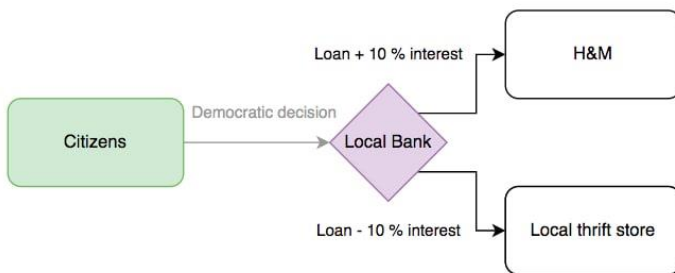 Loan + 10 % interest
H&M
Democratic decision
Citizens
Local Bank
Loan - 10 % interest
Local thrift store